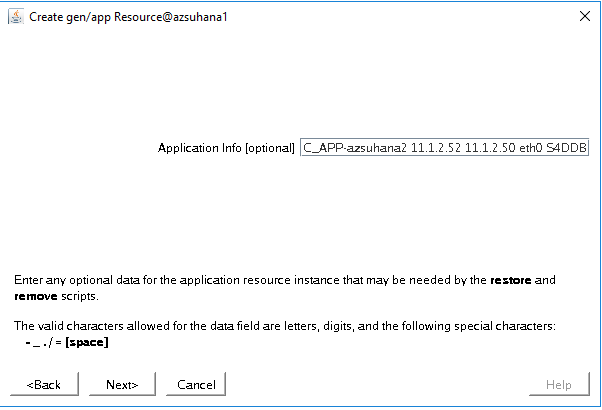 Create gen/app Resource@azsuhana1
Application Info [optional] C_APP-azsuhana2 11.1.2.52 11.1.2.50 eth0 S4DDB
Enter any optional data for the application resource instance that may be needed by the restore and
remove scripts.
The valid characters allowed for the data field are letters, digits, and the following special characters:
- _ . / = [space]
<Back Next> Cancel Help